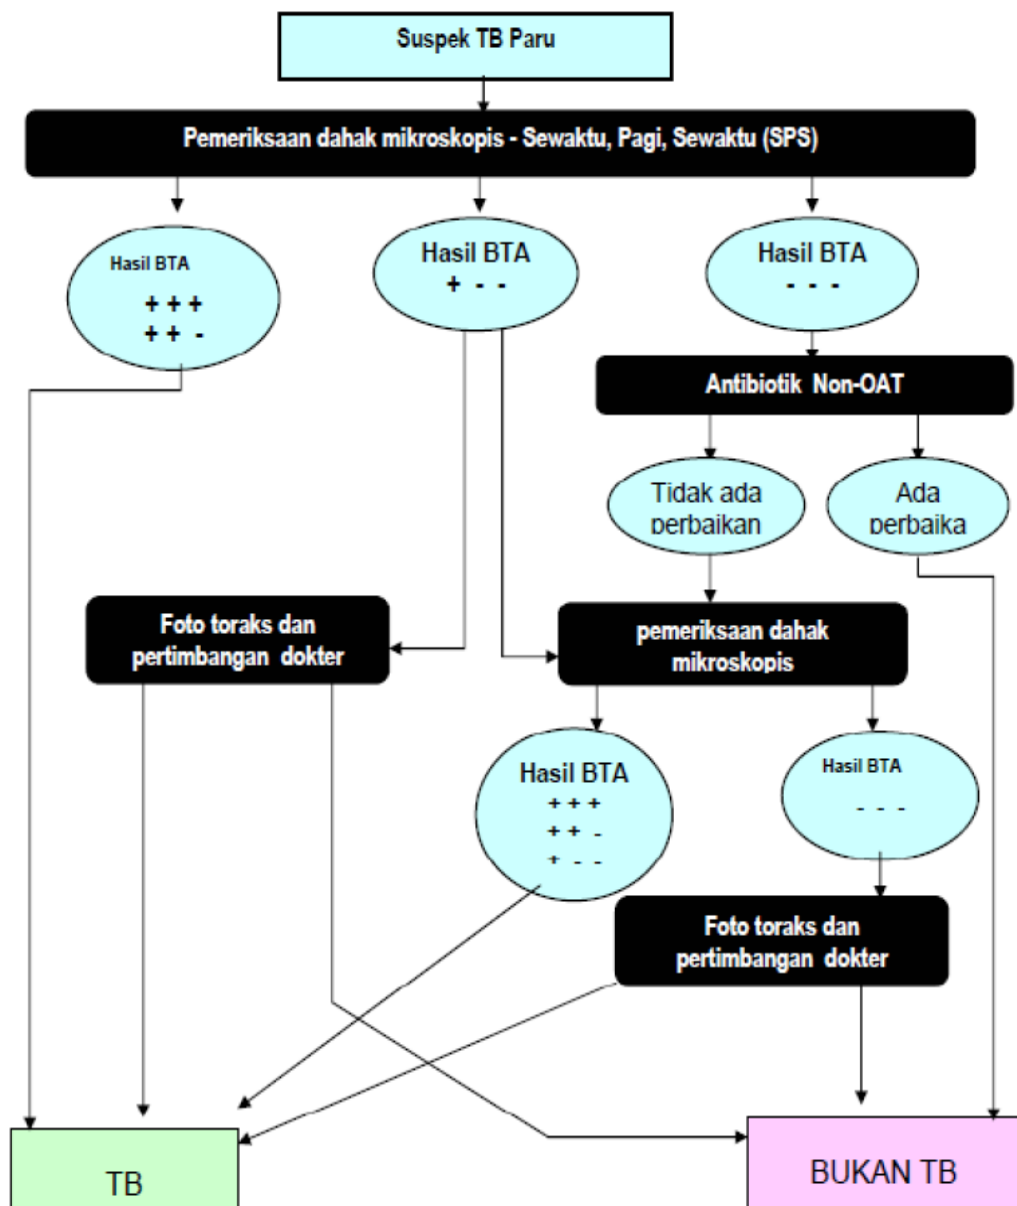 Suspek TB Paru
Pemeriksaan dahak mikroskopis - Sewaktu, Pagi, Sewaktu (SPS)
Hasil BTA
+ + +
+ + -
Hasil BTA
+ - -
Hasil BTA
- - -
Antibiotik Non-OAT
Tidak ada
perbaikan
Ada
perbaika
Foto toraks dan
pertimbangan dokter
pemeriksaan dahak
mikroskopis
Hasil BTA
+ + +
+ + -
+ - -
Hasil BTA
- - -
Foto toraks dan
pertimbangan dokter
TB
BUKAN TB